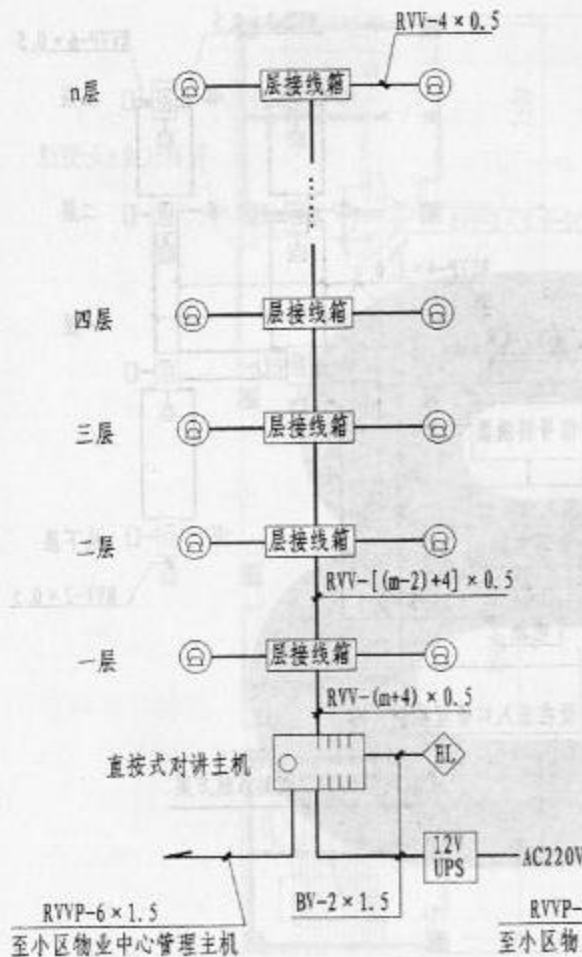 RVV-4×0.5
n层
层接线箱
四层
层接线箱
三层
层接线箱
二层
层接线箱
RVV-[(m-2)+4]×0.5
一层
层接线箱
RVV-(m+4)×0.5
直按式对讲主机
EL
12V
UPS
AC220V
RVVP-6×1.5
至小区物业中心管理主机
BV-2×1.5
RVVP-
至小区物